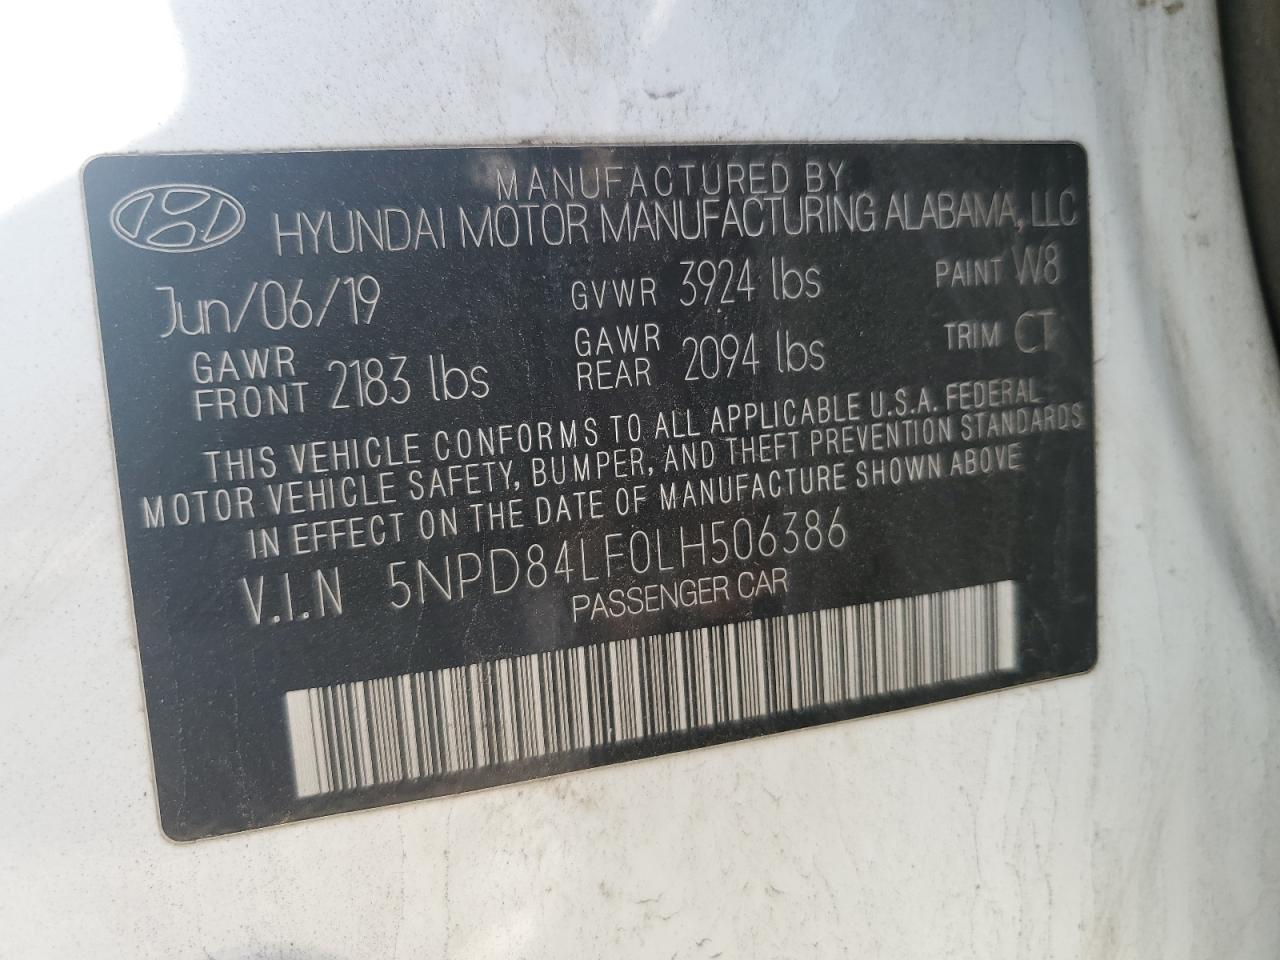 MANUFACTURED BY
HYUNDAI MOTOR MANUFACTURING ALABAMA, LLC
Jun/06/19 GVWR 3924 lbs PAINT W8
GAWR FRONT 2183 lbs GAWR REAR 2094 lbs TRIM CT
THIS VEHICLE CONFORMS TO ALL APPLICABLE U.S.A. FEDERAL
MOTOR VEHICLE SAFETY, BUMPER, AND THEFT PREVENTION STANDARDS
IN EFFECT ON THE DATE OF MANUFACTURE SHOWN ABOVE
V.I.N 5NPD84LF0LH506386
PASSENGER CAR